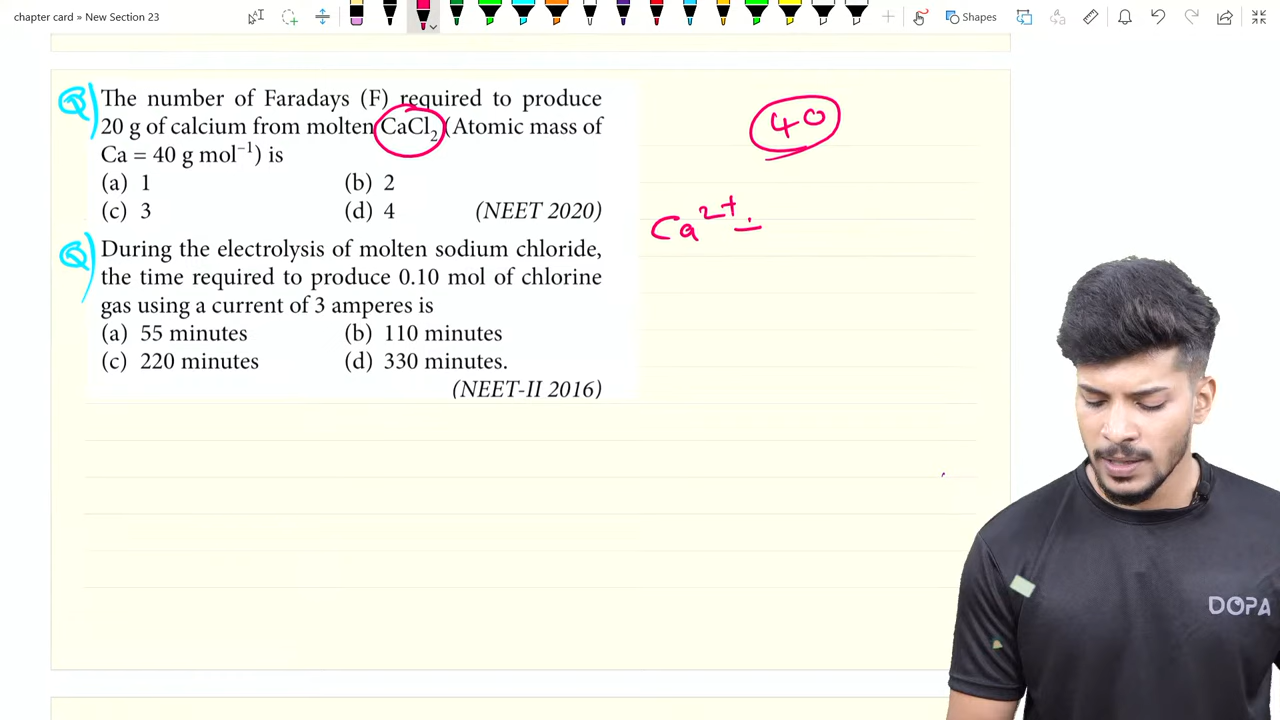 chapter card » New Section 23
Shapes
Q) The number of Faradays (F) required to produce
20 g of calcium from molten CaCl₂ (Atomic mass of
Ca = 40 g mol⁻¹) is
(a) 1 (b) 2
(c) 3 (d) 4 (NEET 2020)
Q) During the electrolysis of molten sodium chloride,
the time required to produce 0.10 mol of chlorine
gas using a current of 3 amperes is
(a) 55 minutes (b) 110 minutes
(c) 220 minutes (d) 330 minutes.
(NEET-II 2016)
40
Ca²⁺
DOPA